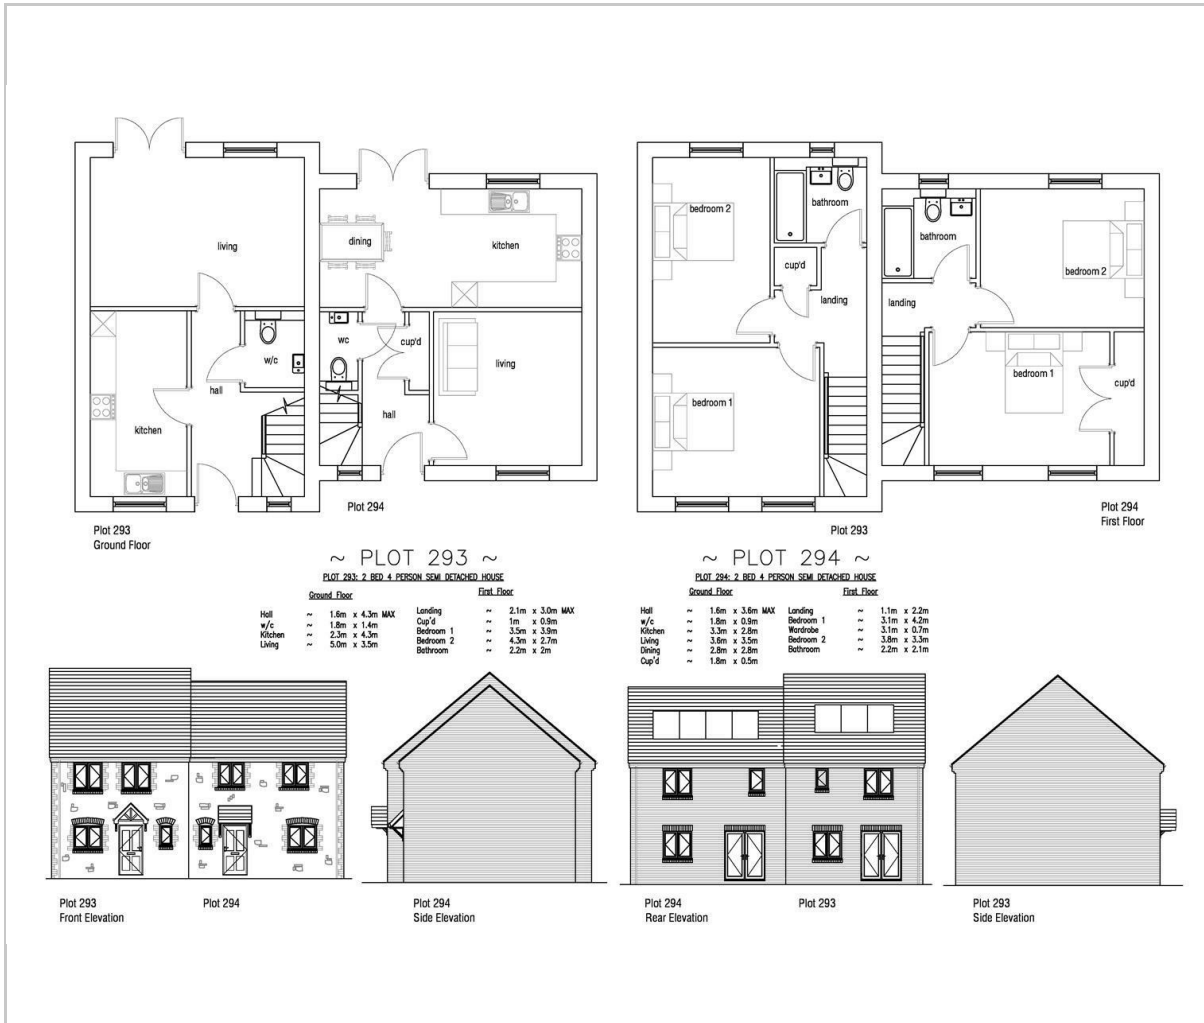 living
dining
kitchen
w/c
hall
kitchen
wc
cup'd
hall
living
Plot 293
Ground Floor
Plot 294
bedroom 2
bathroom
cup'd
landing
bedroom 1
bathroom
bedroom 2
landing
bedroom 1
cup'd
Plot 293
Plot 294
First Floor
~ PLOT 293 ~
PLOT 293: 2 BED 4 PERSON SEMI DETACHED HOUSE
Ground Floor
Hall ~ 1.6m x 4.3m MAX
w/c ~ 1.8m x 1.4m
Kitchen ~ 2.3m x 4.3m
Living ~ 5.0m x 3.5m
First Floor
Landing ~ 2.1m x 3.0m MAX
Cup'd ~ 1m x 0.9m
Bedroom 1 ~ 3.5m x 3.9m
Bedroom 2 ~ 4.3m x 2.7m
Bathroom ~ 2.2m x 2m
~ PLOT 294 ~
PLOT 294: 2 BED 4 PERSON SEMI DETACHED HOUSE
Ground Floor
Hall ~ 1.6m x 3.6m MAX
w/c ~ 1.8m x 0.9m
Kitchen ~ 3.3m x 2.8m
Living ~ 3.6m x 3.5m
Dining ~ 2.8m x 2.8m
Cup'd ~ 1.8m x 0.5m
First Floor
Landing ~ 1.1m x 2.2m
Bedroom 1 ~ 3.1m x 4.2m
Wardrobe ~ 3.1m x 0.7m
Bedroom 2 ~ 3.8m x 3.3m
Bathroom ~ 2.2m x 2.1m
Plot 293
Front Elevation
Plot 294
Plot 294
Side Elevation
Plot 294
Rear Elevation
Plot 293
Plot 293
Side Elevation